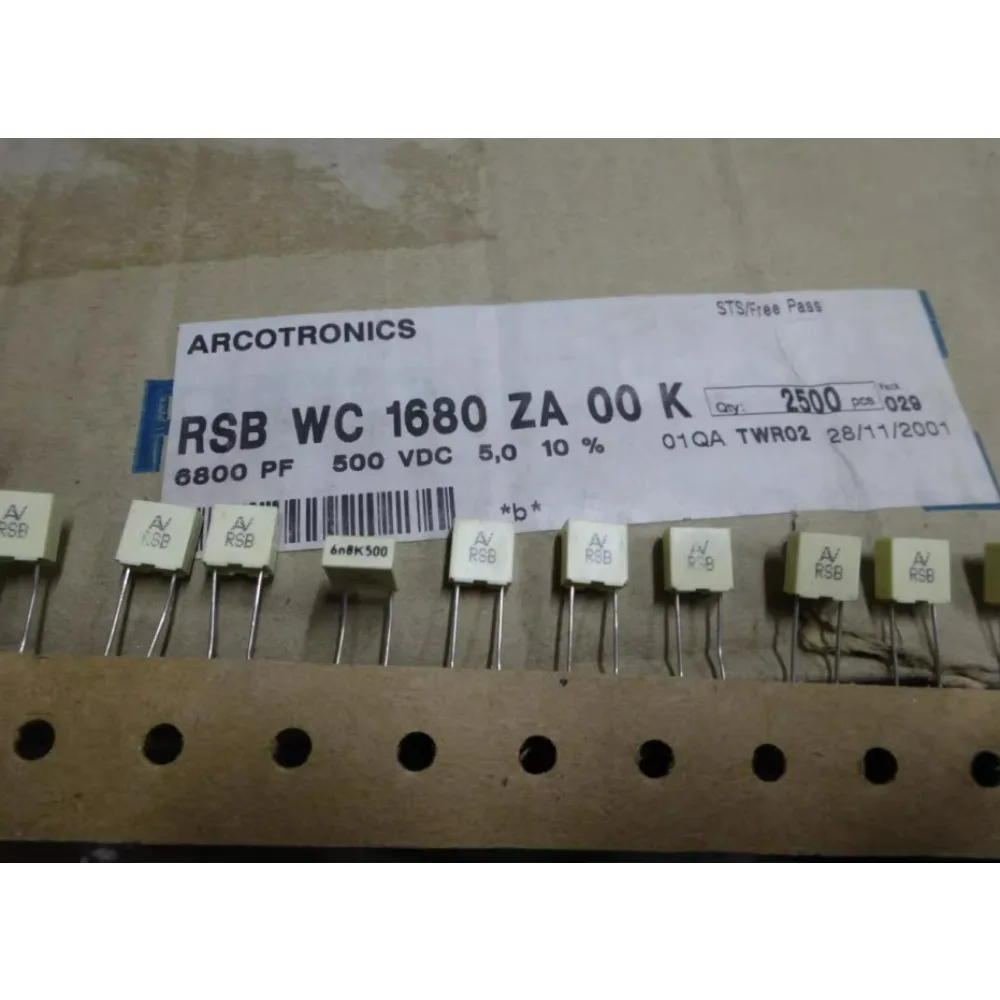 STS/Free Pass
ARCOTRONICS
RSB WC 1680 ZA 00 K Qty: 2500 pcs Pack 029
6800 PF 500 VDC 5,0 10 % 01QA TWR02 28/11/2001
*b*
RSB
RSB
RSB
6n8K500
RSB
RSB
RSB
RSB
RSB